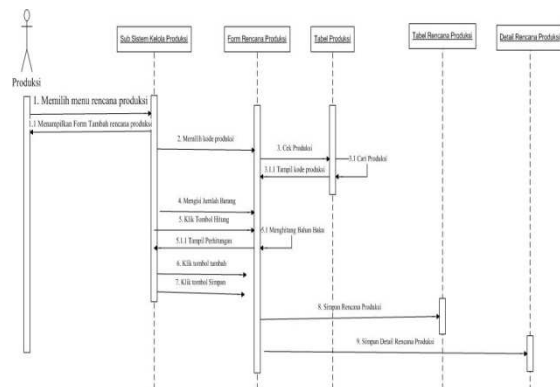 Sub Sistem Kelola Produksi
Form Rencana Produksi
Tabel Produksi
Tabel Rencana Produksi
Detail Rencana Produksi
Produksi
1. Memilih menu rencana produksi
1.1 Menampilkan Form Tambah rencana produksi
2. Memilih kode produksi
3. Cek Produksi
3.1 Cari Produksi
3.1.1 Tampil kode produksi
4. Mengisi Jumlah Barang
5. Klik Tombol Hitung
5.1 Menghitung Bahan Baku
5.1.1 Tampil Perhitungan
6. Klik tombol tambah
7. Klik tombol Simpan
8. Simpan Rencana Produksi
9. Simpan Detail Rencana Produksi